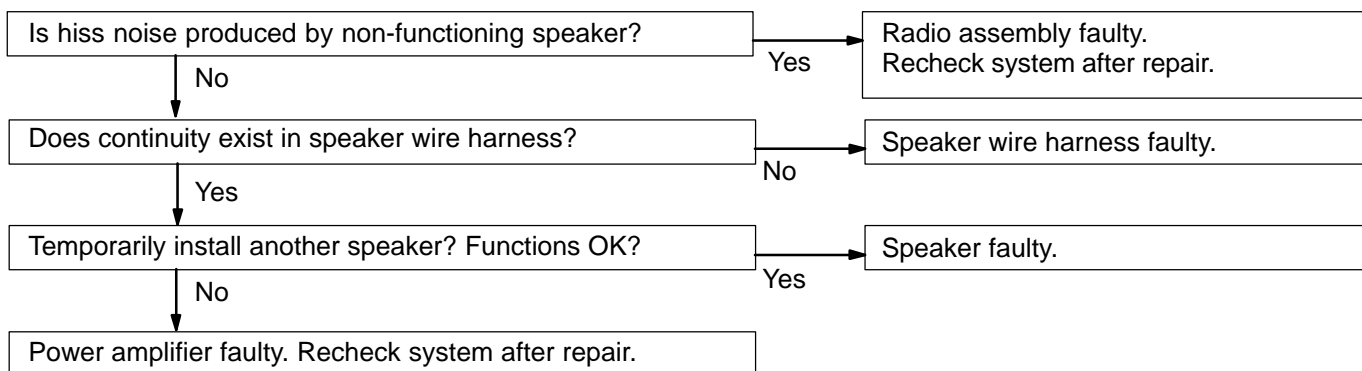 Is hiss noise produced by non-functioning speaker?
Yes
Radio assembly faulty.
Recheck system after repair.
No
Does continuity exist in speaker wire harness?
No
Speaker wire harness faulty.
Yes
Temporarily install another speaker? Functions OK?
Yes
Speaker faulty.
No
Power amplifier faulty. Recheck system after repair.